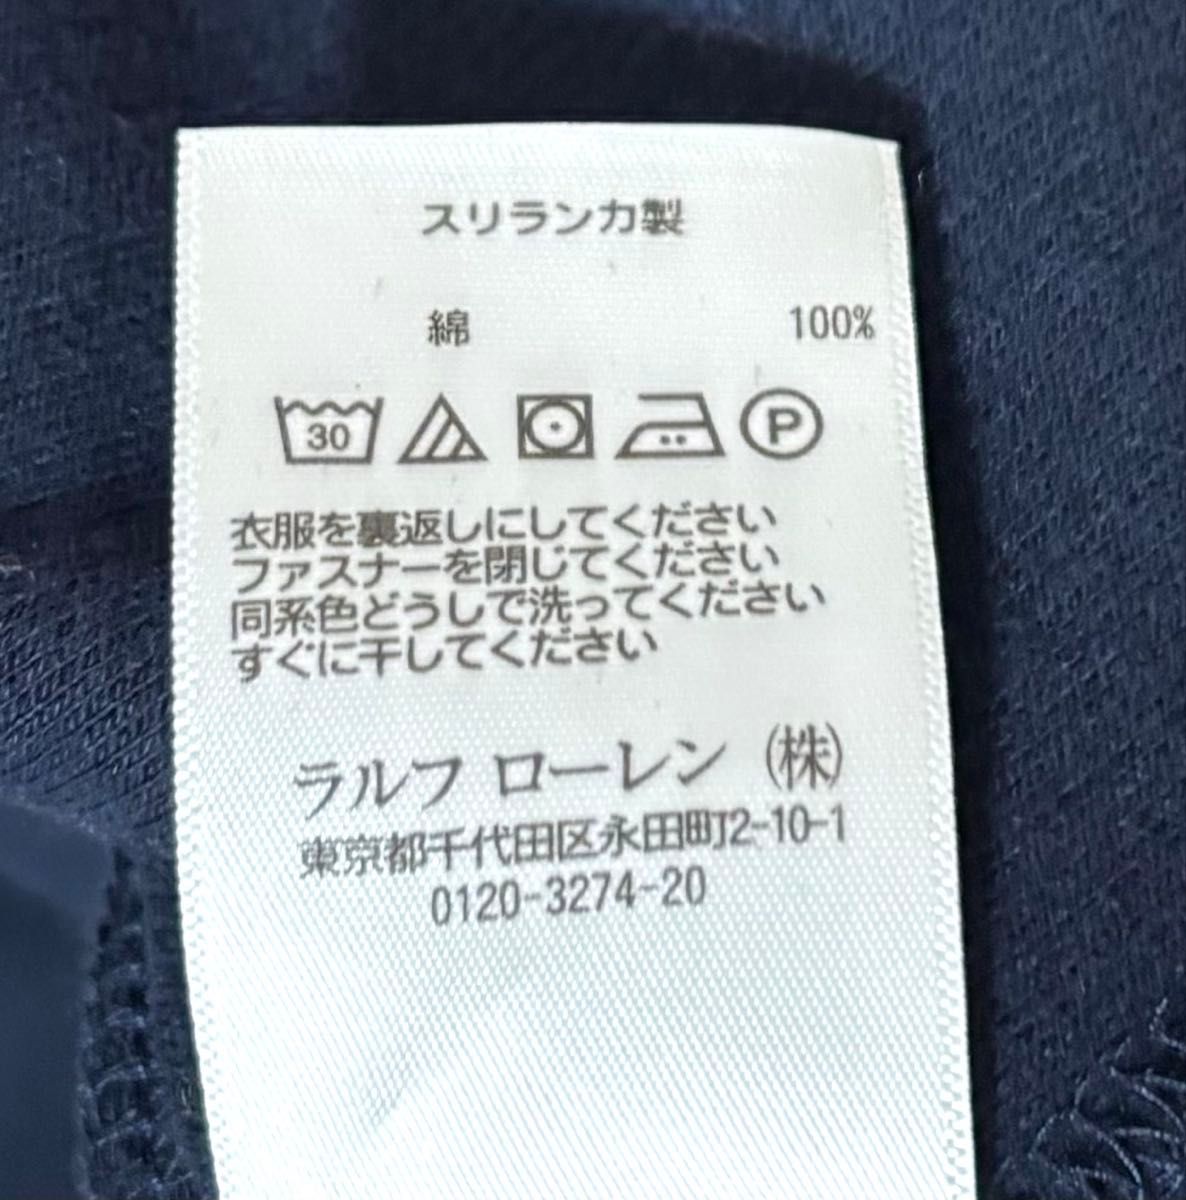 スリランカ製
綿 100%
30 P
衣服を裏返しにしてください
ファスナーを閉じてください
同系色どうしで洗ってください
すぐに干してください
ラルフ ローレン (株)
東京都千代田区永田町2-10-1
0120-3274-20